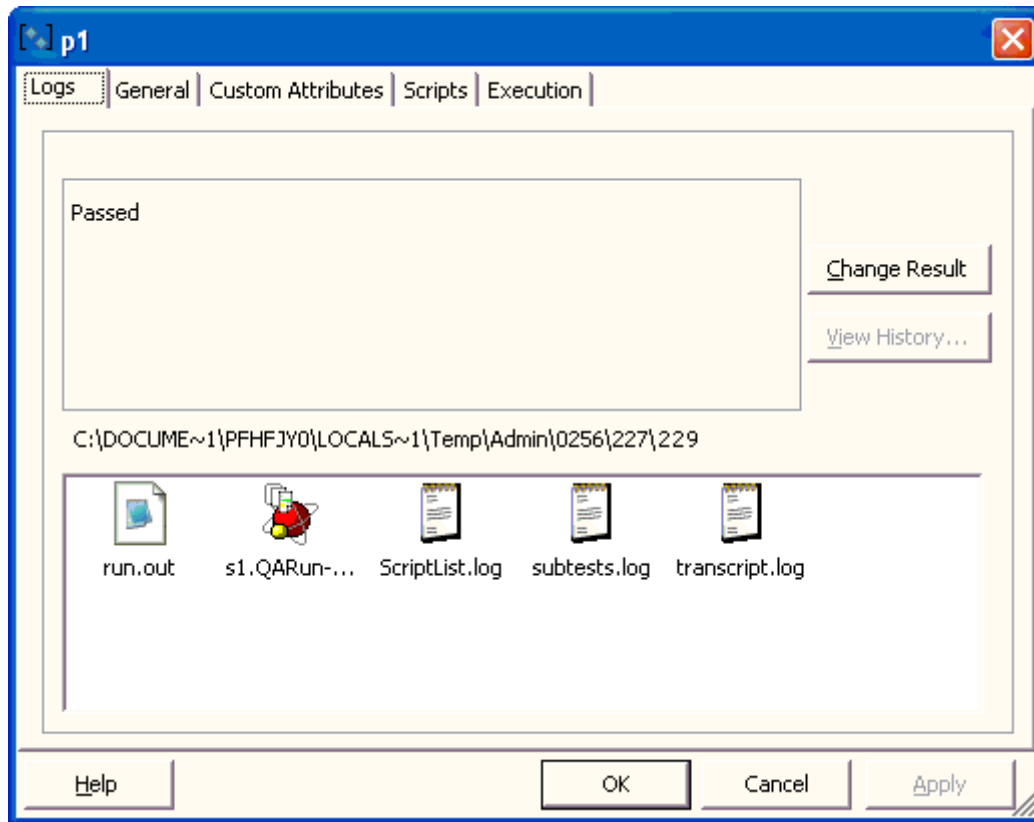 p1
Logs General Custom Attributes Scripts Execution
Passed
Change Result
View History...
C:\DOCUME~1\PFHFJY0\LOCALS~1\Temp\Admin\0256\227\229
run.out s1.QARun-... ScriptList.log subtests.log transcript.log
Help OK Cancel Apply